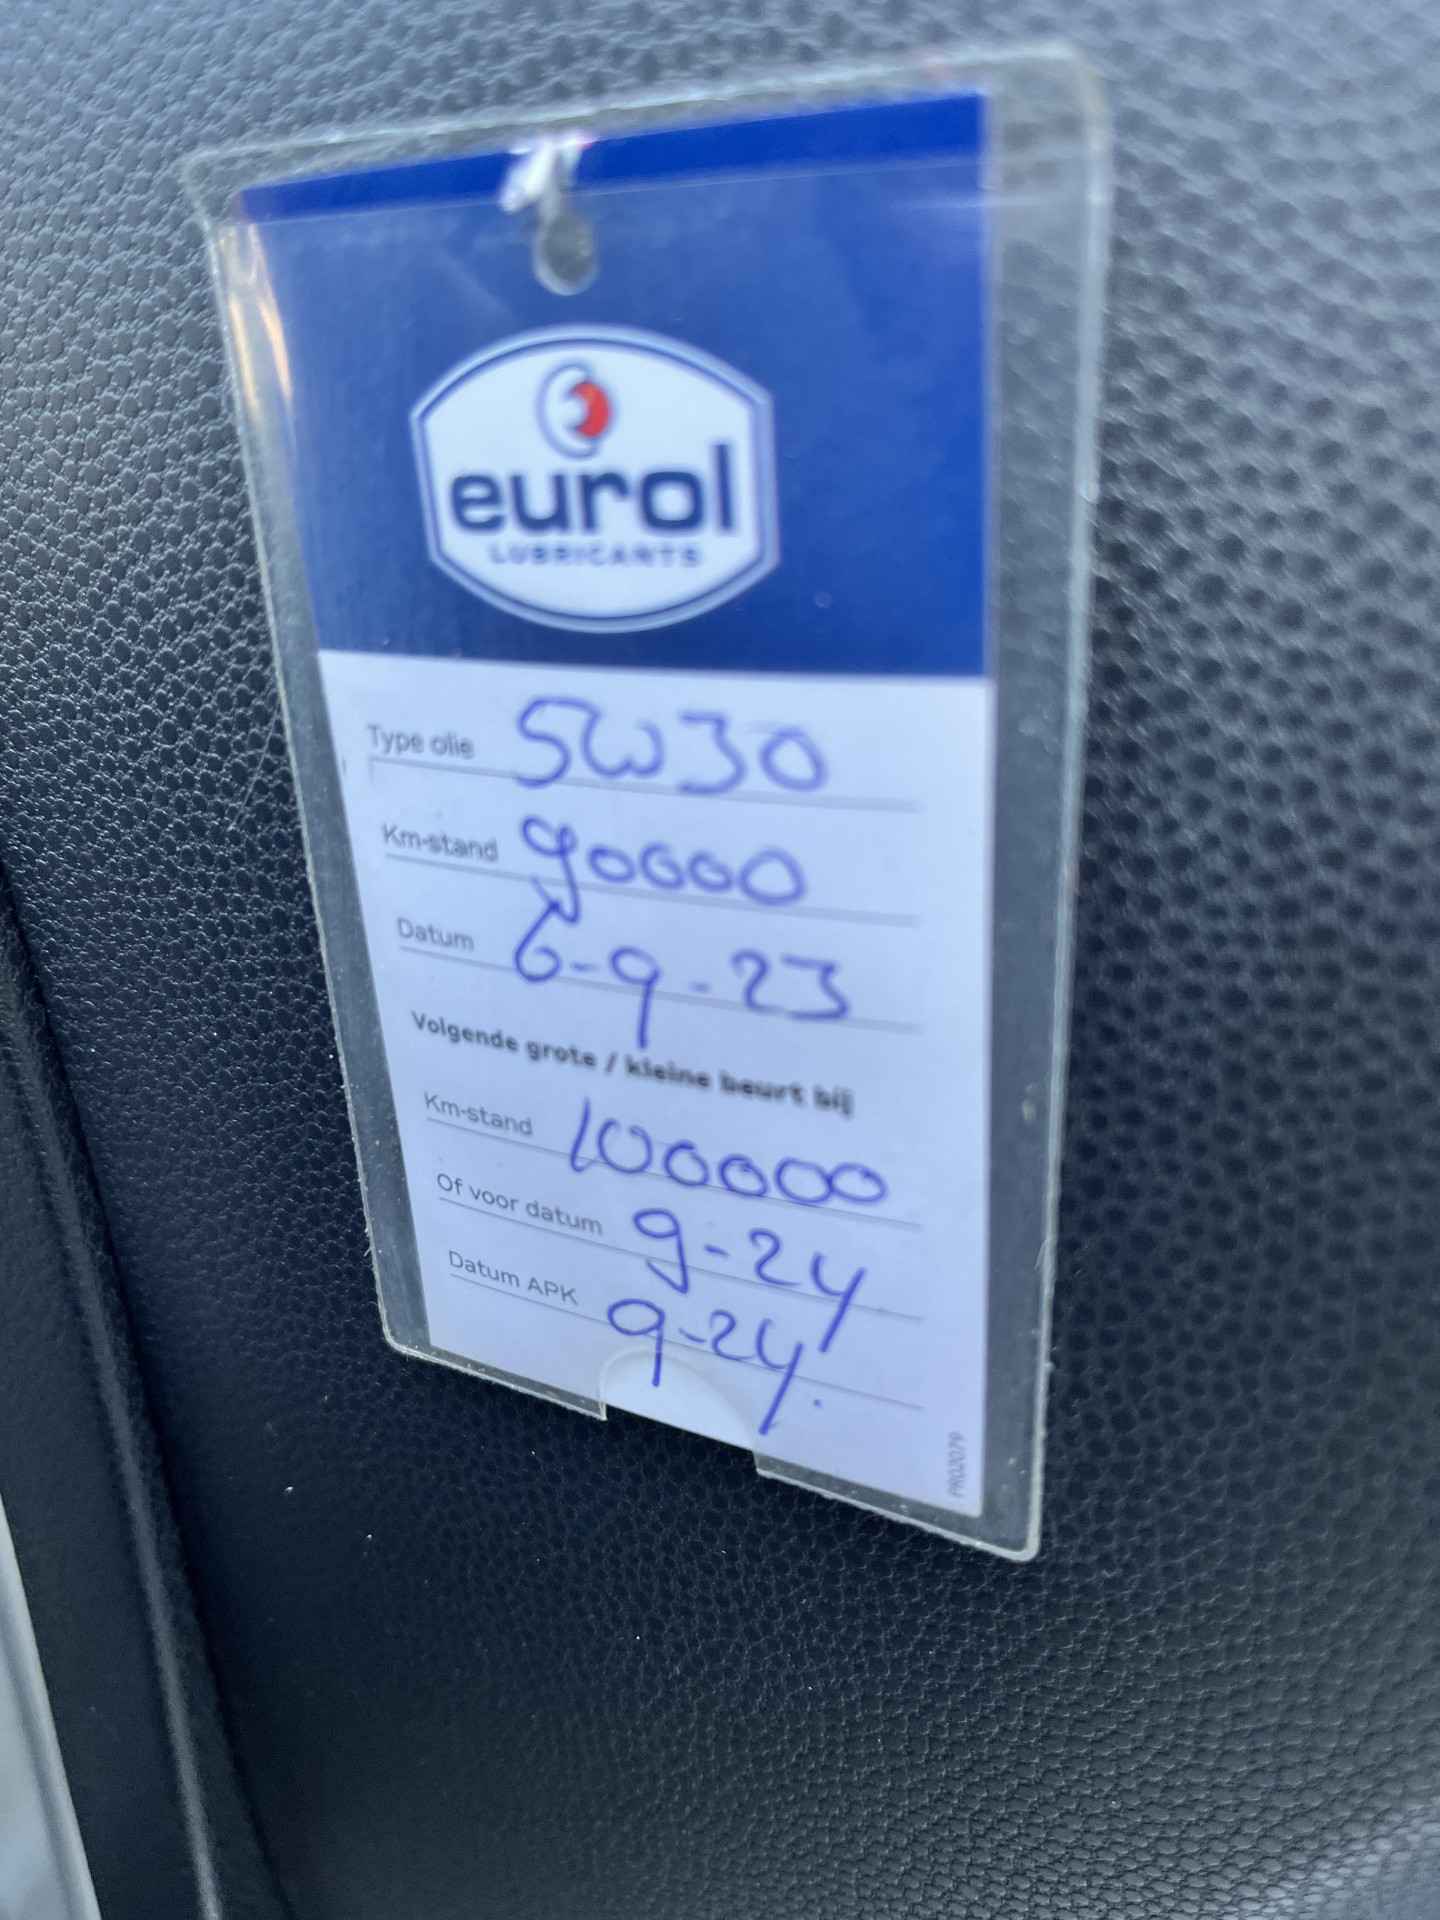 eurol
LUBRICANTS
Type olie 5W30
Km-stand 90000
Datum 6-9-23
Volgende grote / kleine beurt bij
Km-stand 100000
Of voor datum 9-24
Datum APK 9-24.
PR02079